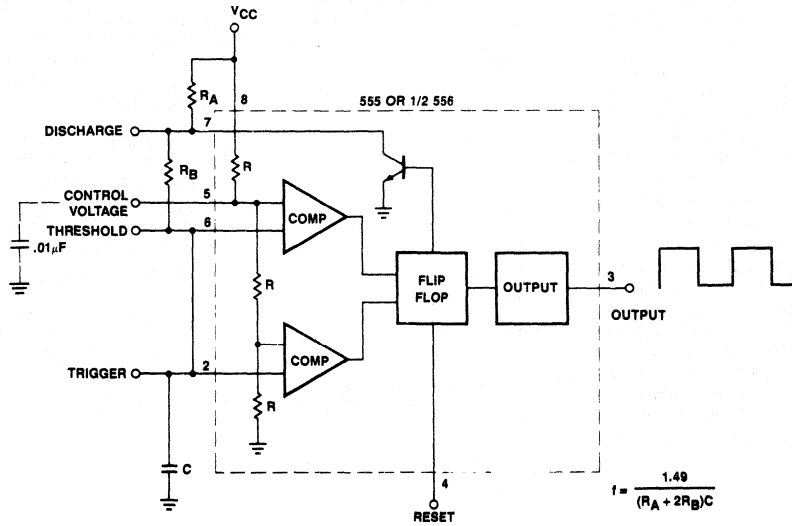 VCC
RA
8
555 OR 1/2 556
DISCHARGE
7
RB
R
CONTROL
VOLTAGE
5
COMP
THRESHOLD
6
.01µF
R
FLIP
FLOP
OUTPUT
3
OUTPUT
COMP
TRIGGER
2
R
C
4
RESET
f = 1.49
(RA + 2RB)C